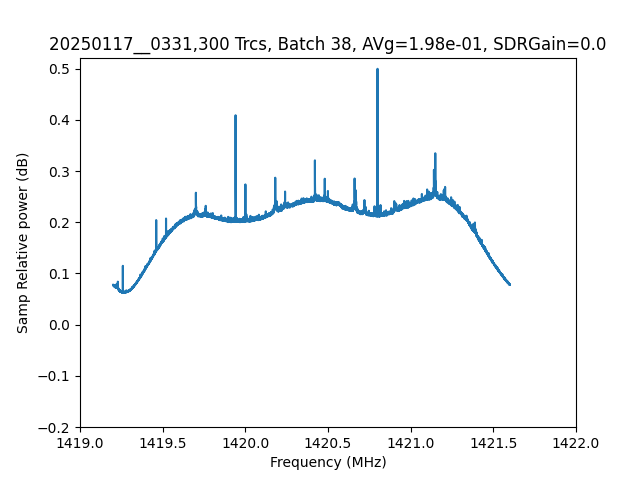 20250117__0331,300 Trcs, Batch 38, AVg=1.98e-01, SDRGain=0.0
0.5
0.4
0.3
0.2
0.1
0.0
−0.1
−0.2
Samp Relative power (dB)
1419.0 1419.5 1420.0 1420.5 1421.0 1421.5 1422.0
Frequency (MHz)